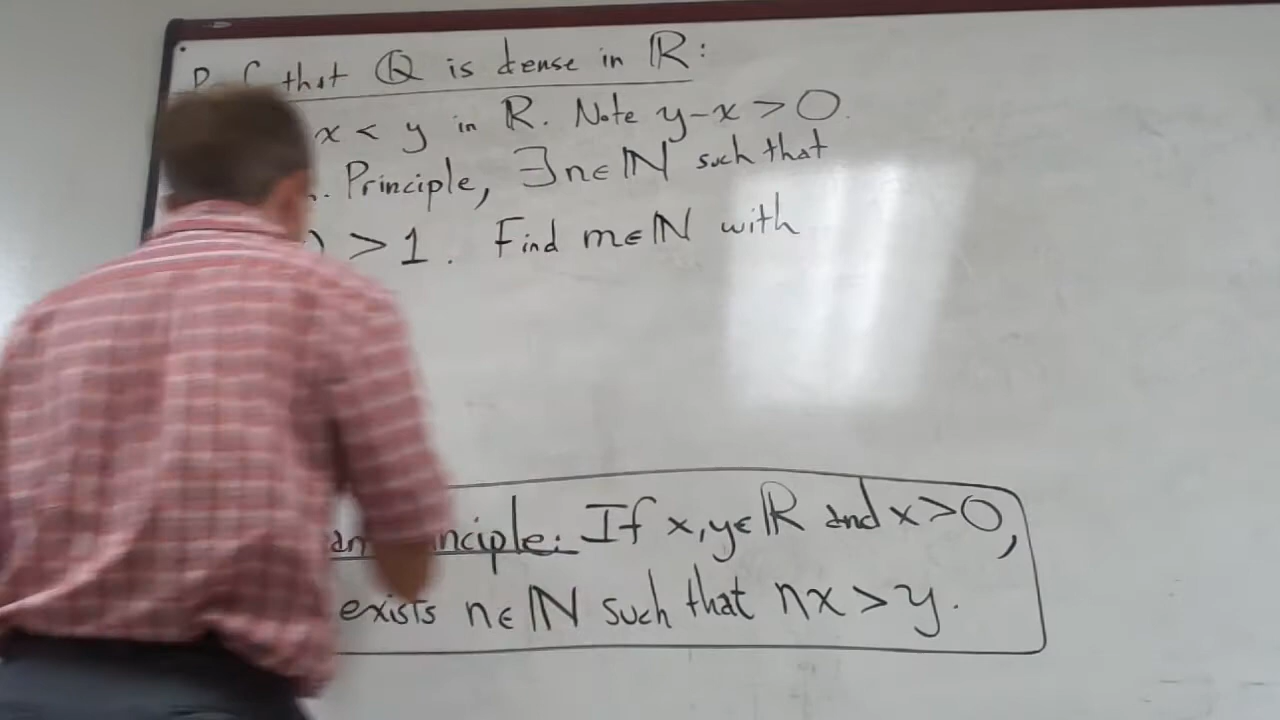 that ℚ is dense in ℝ:
x < y in ℝ. Note y-x > 0.
Principle, ∃n∈ℕ such that
) > 1. Find m∈ℕ with
If x,y∈ℝ and x>0,
exists n∈ℕ such that nx > y.